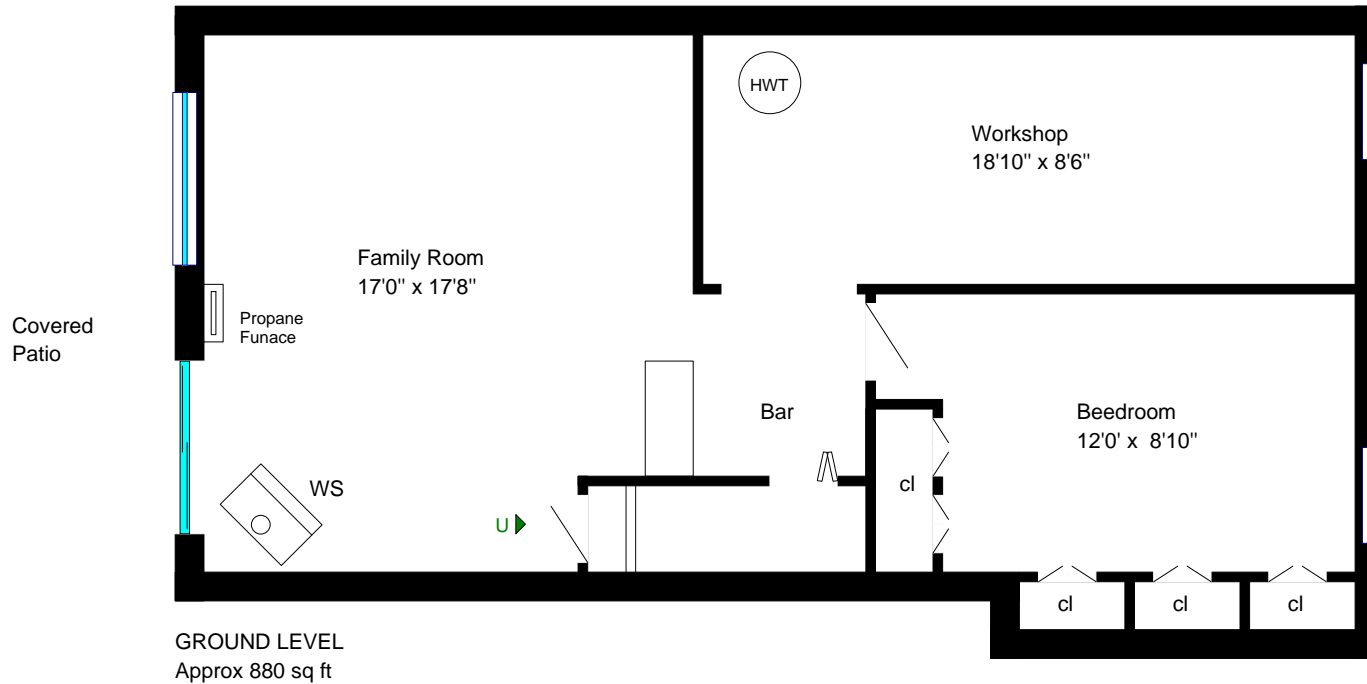 HWT
Workshop
18'10" x 8'6"
Family Room
17'0" x 17'8"
Propane
Funace
Covered
Patio
Bar
Beedroom
12'0' x  8'10"
WS
cl
U
cl
cl
cl
GROUND LEVEL
Approx 880 sq ft